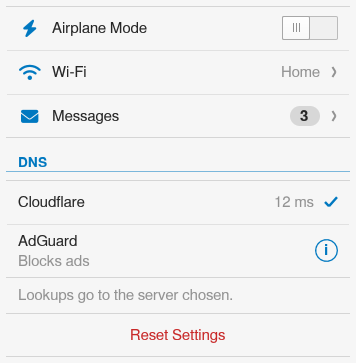 Airplane Mode
Wi-Fi Home
Messages 3
DNS
Cloudflare 12 ms
AdGuard
Blocks ads
Lookups go to the server chosen.
Reset Settings